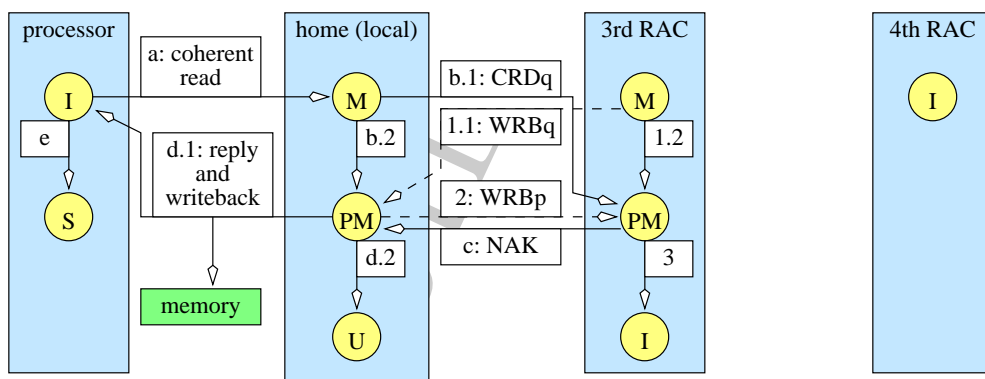 processor
home (local)
3rd RAC
4th RAC
a: coherent
read
b.1: CRDq
I
M
M
I
1.1: WRBq
e
b.2
1.2
d.1: reply
and
writeback
2: WRBp
S
PM
PM
c: NAK
d.2
3
memory
U
I